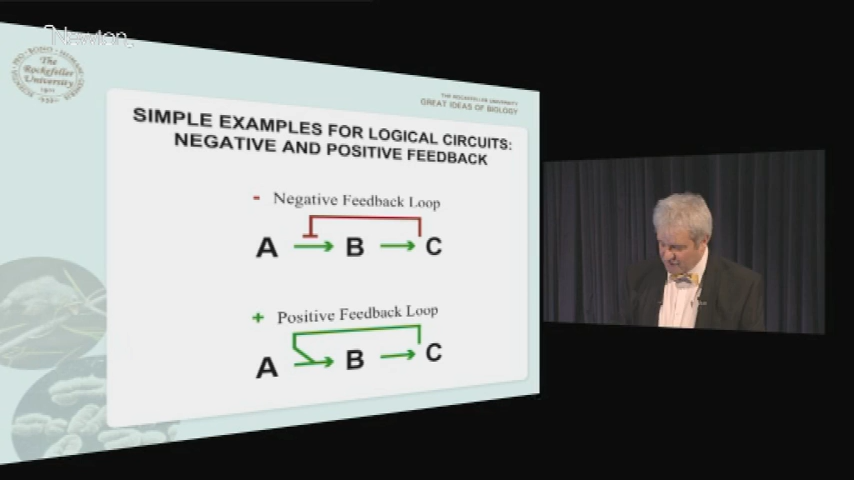 Newton
The
Rockefeller
University
THE ROCKEFELLER UNIVERSITY
GREAT IDEAS OF BIOLOGY
SIMPLE EXAMPLES FOR LOGICAL CIRCUITS:
NEGATIVE AND POSITIVE FEEDBACK
- Negative Feedback Loop
A B C
+ Positive Feedback Loop
A B C